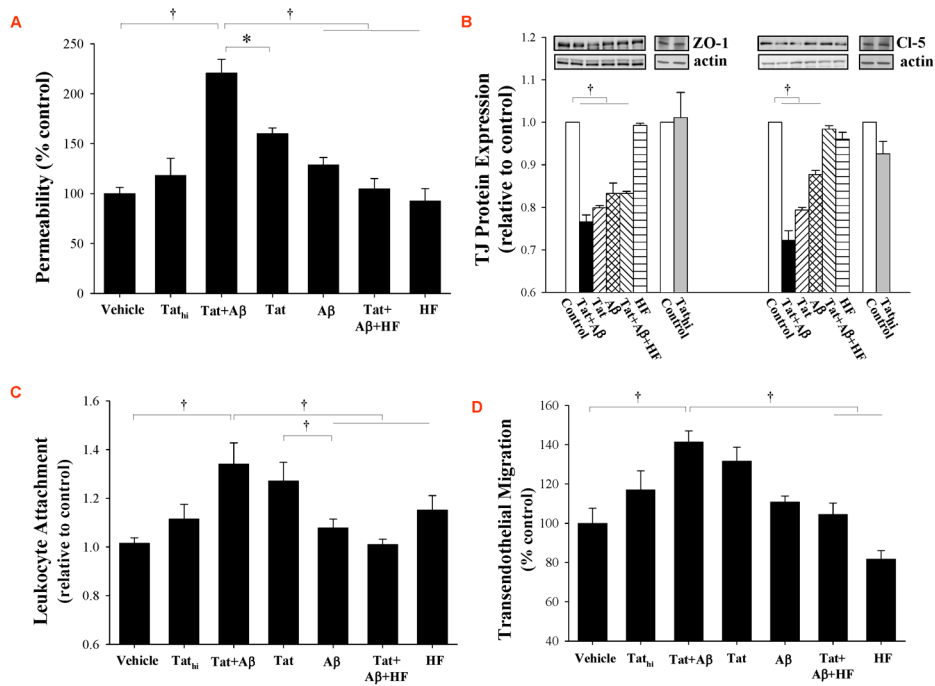 A
† †
*
Permeability (% control)
250
200
150
100
50
0
Vehicle Tathi Tat+Aβ Tat Aβ Tat+ HF
Aβ+HF
B
ZO-1 Cl-5
actin actin
† †
TJ Protein Expression
(relative to control)
1.0
0.9
0.8
0.7
0.6
Control Tat+Aβ Tat Aβ Tat+Aβ+HF HF Control Tathi
Control Tat+Aβ Tat Aβ Tat+Aβ+HF HF Control Tathi
C
† †
†
Leukocyte Attachment
(relative to control)
1.6
1.4
1.2
1.0
0.8
0.6
Vehicle Tathi Tat+Aβ Tat Aβ Tat+ HF
Aβ+HF
D
† †
Transendothelial Migration
(% control)
160
140
120
100
80
60
40
Vehicle Tathi Tat+Aβ Tat Aβ Tat+ HF
Aβ+HF